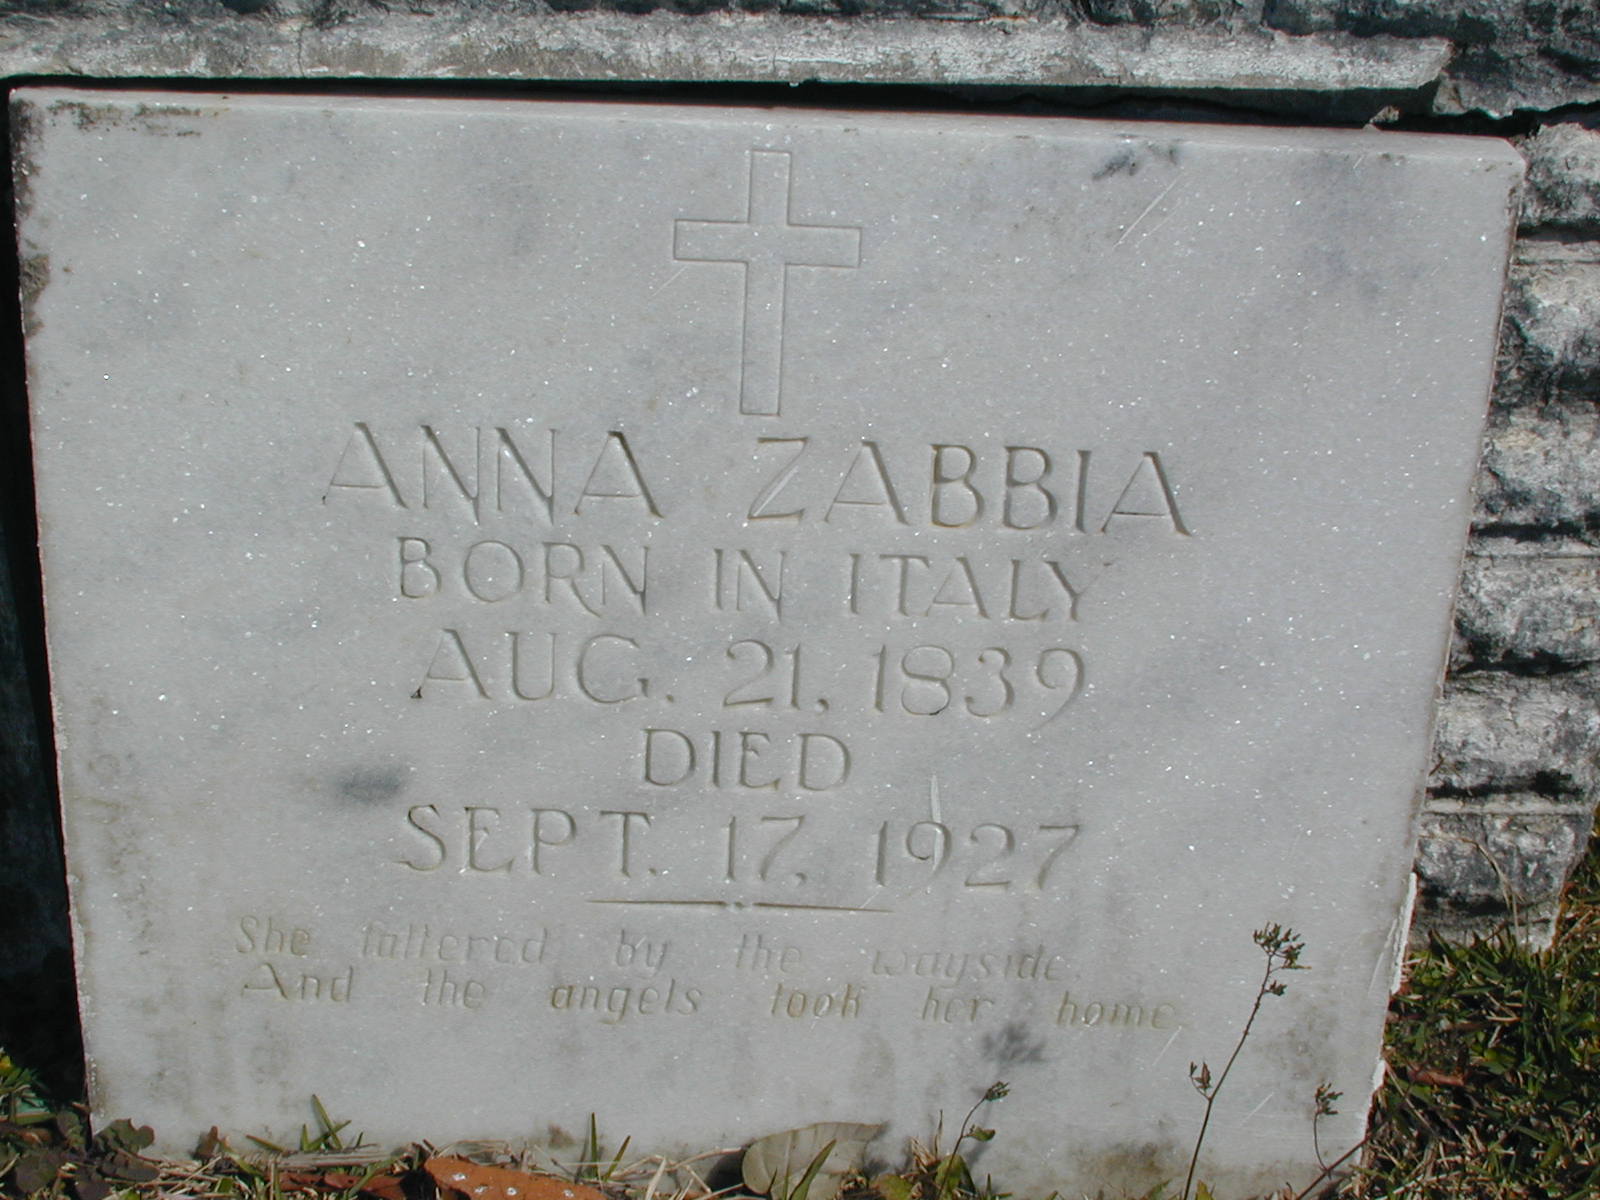 ANNA ZABBIA
BORN IN ITALY
AUG. 21, 1839
DIED
SEPT. 17, 1927
She faltered by the wayside,
And the angels took her home